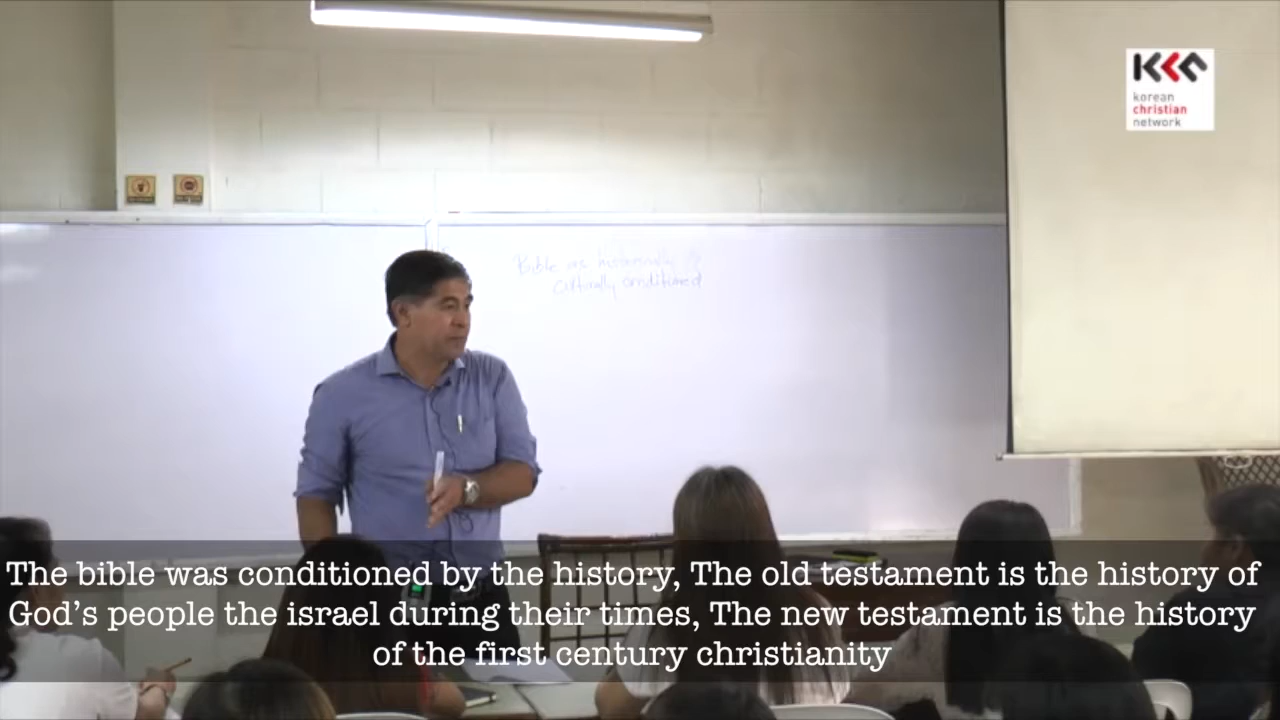 korean
christian
network
Bible as historically &
culturally conditioned
The bible was conditioned by the history, The old testament is the history of
God's people the israel during their times, The new testament is the history
of the first century christianity